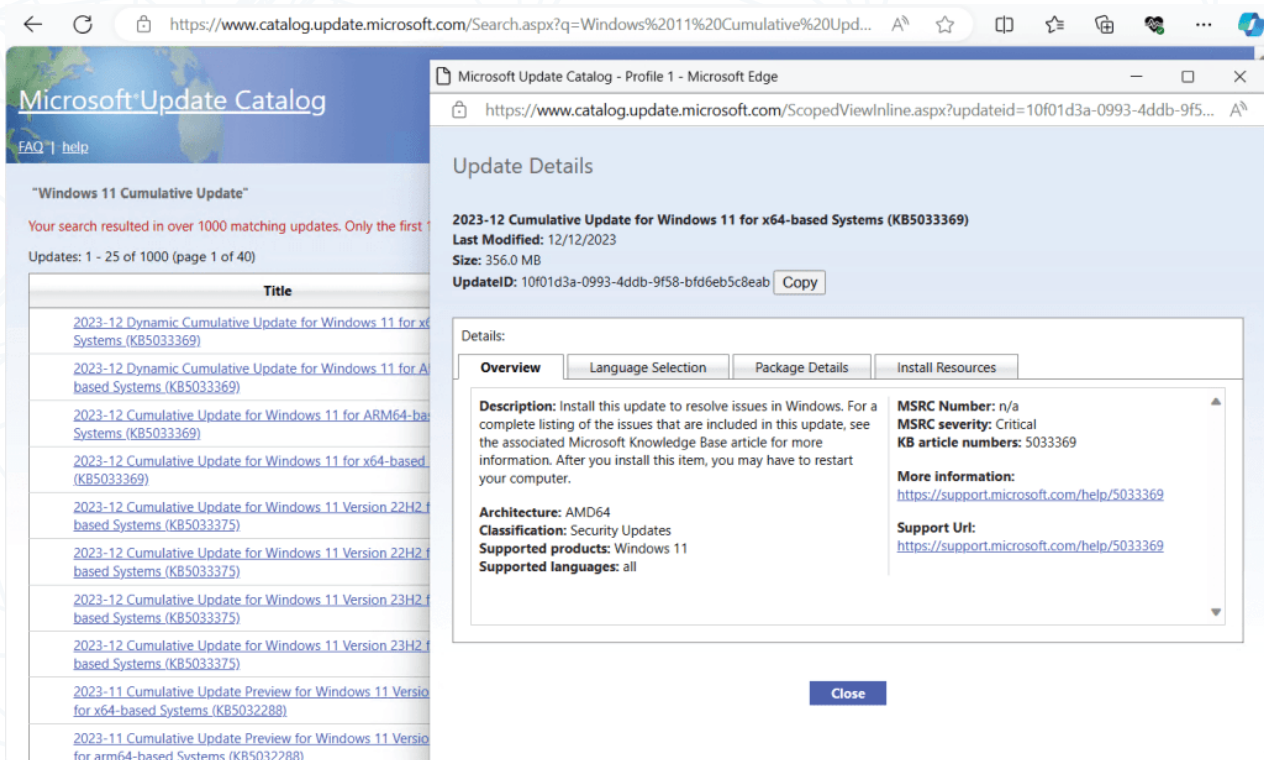 https://www.catalog.update.microsoft.com/Search.aspx?q=Windows%2011%20Cumulative%20Upd...
Microsoft Update Catalog
FAQ | help
"Windows 11 Cumulative Update"
Your search resulted in over 1000 matching updates. Only the first 1
Updates: 1 - 25 of 1000 (page 1 of 40)
Title
2023-12 Dynamic Cumulative Update for Windows 11 for x6
Systems (KB5033369)
2023-12 Dynamic Cumulative Update for Windows 11 for A
based Systems (KB5033369)
2023-12 Cumulative Update for Windows 11 for ARM64-ba
Systems (KB5033369)
2023-12 Cumulative Update for Windows 11 for x64-based
(KB5033369)
2023-12 Cumulative Update for Windows 11 Version 22H2 f
based Systems (KB5033375)
2023-12 Cumulative Update for Windows 11 Version 22H2 f
based Systems (KB5033375)
2023-12 Cumulative Update for Windows 11 Version 23H2 f
based Systems (KB5033375)
2023-12 Cumulative Update for Windows 11 Version 23H2 f
based Systems (KB5033375)
2023-11 Cumulative Update Preview for Windows 11 Versio
for x64-based Systems (KB5032288)
2023-11 Cumulative Update Preview for Windows 11 Versio
for arm64-based Systems (KB5032288)
Microsoft Update Catalog - Profile 1 - Microsoft Edge
https://www.catalog.update.microsoft.com/ScopedViewInline.aspx?updateid=10f01d3a-0993-4ddb-9f5...
Update Details
2023-12 Cumulative Update for Windows 11 for x64-based Systems (KB5033369)
Last Modified: 12/12/2023
Size: 356.0 MB
UpdateID: 10f01d3a-0993-4ddb-9f58-bfd6eb5c8eab Copy
Details:
Overview Language Selection Package Details Install Resources
Description: Install this update to resolve issues in Windows. For a
complete listing of the issues that are included in this update, see
the associated Microsoft Knowledge Base article for more
information. After you install this item, you may have to restart
your computer.
Architecture: AMD64
Classification: Security Updates
Supported products: Windows 11
Supported languages: all
MSRC Number: n/a
MSRC severity: Critical
KB article numbers: 5033369
More information:
https://support.microsoft.com/help/5033369
Support Url:
https://support.microsoft.com/help/5033369
Close